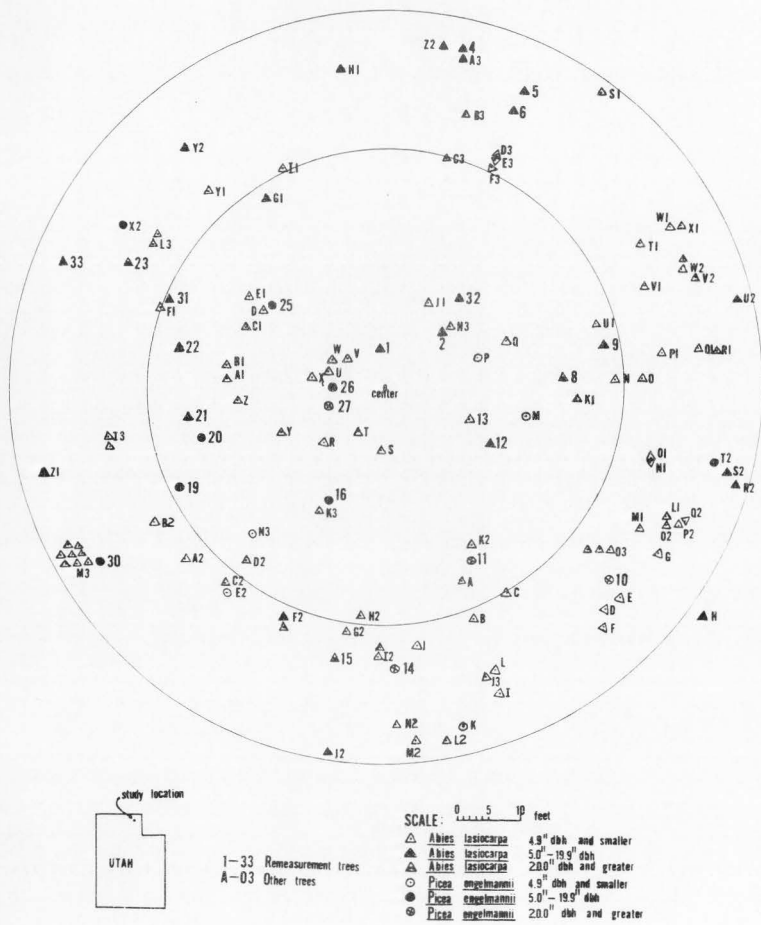 Z2 4
A3
H1
5
S1
6
B3
Y2
D3
E3
G3
F3
I1
Y1
G1
X2
W1
X1
L3
T1
33
23
W2
V2
V1
E1
31
25
D
J1
32
U2
F1
C1
N3
U1
2
Q
22
W
V
1
P
9
P1
R1
B1
U
A1
X
26
8
N
O
center
Z
27
K1
21
13
M
20
Y
T
12
R
S
O1
N1
T2
Z1
S2
19
16
R2
K3
L1
Q2
B2
M1
O2
P2
N3
K2
M3
30
A2
D2
11
O3
G
C2
A
10
E2
C
E
D
F2
H2
B
H
G2
F
J
15
I2
14
L
J3
I
N2
K
M2
L2
J2
study location
UTAH
1-33 Remeasurement trees
A-O3 Other trees
SCALE: 0 5 10 feet
Abies lasiocarpa 4.9" dbh and smaller
Abies lasiocarpa 5.0"-19.9" dbh
Abies lasiocarpa 20.0" dbh and greater
Picea engelmannii 4.9" dbh and smaller
Picea engelmannii 5.0"-19.9" dbh
Picea engelmannii 20.0" dbh and greater